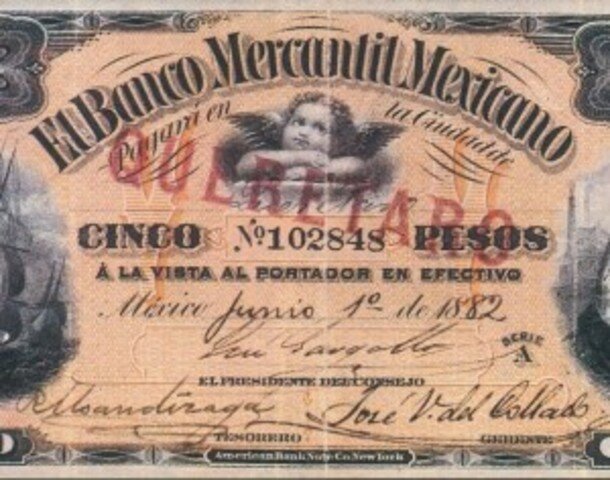 El Banco Mercantil Mexicano
Pagará en la Ciudad de
QUERETARO
CINCO Nº 102848 PESOS
Á LA VISTA AL PORTADOR EN EFECTIVO
México Junio 1º de 1882
SERIE A
EL PRESIDENTE DEL CONSEJO
José V. del Collado
TESORERO GERENTE
American Bank Note Co. New York